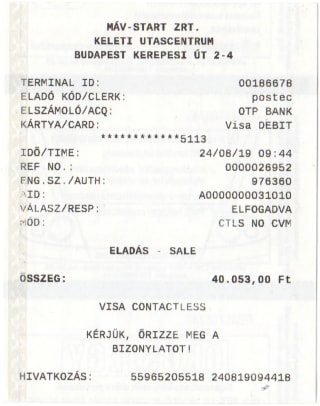 MÁV-START ZRT.
KELETI UTASCENTRUM
BUDAPEST KEREPESI ÚT 2-4
TERMINAL ID: 00186678
ELADÓ KÓD/CLERK: postec
ELSZÁMOLÓ/ACQ: OTP BANK
KÁRTYA/CARD: Visa DEBIT
************5113
IDŐ/TIME: 24/08/19 09:44
REF NO.: 0000026952
ENG.SZ./AUTH: 976360
AID: A0000000031010
VÁLASZ/RESP: ELFOGADVA
MÓD: CTLS NO CVM
ELADÁS - SALE
ÖSSZEG: 40.053,00 Ft
VISA CONTACTLESS
KÉRJÜK, ŐRIZZE MEG A
BIZONYLATOT!
HIVATKOZÁS: 55965205518 240819094418